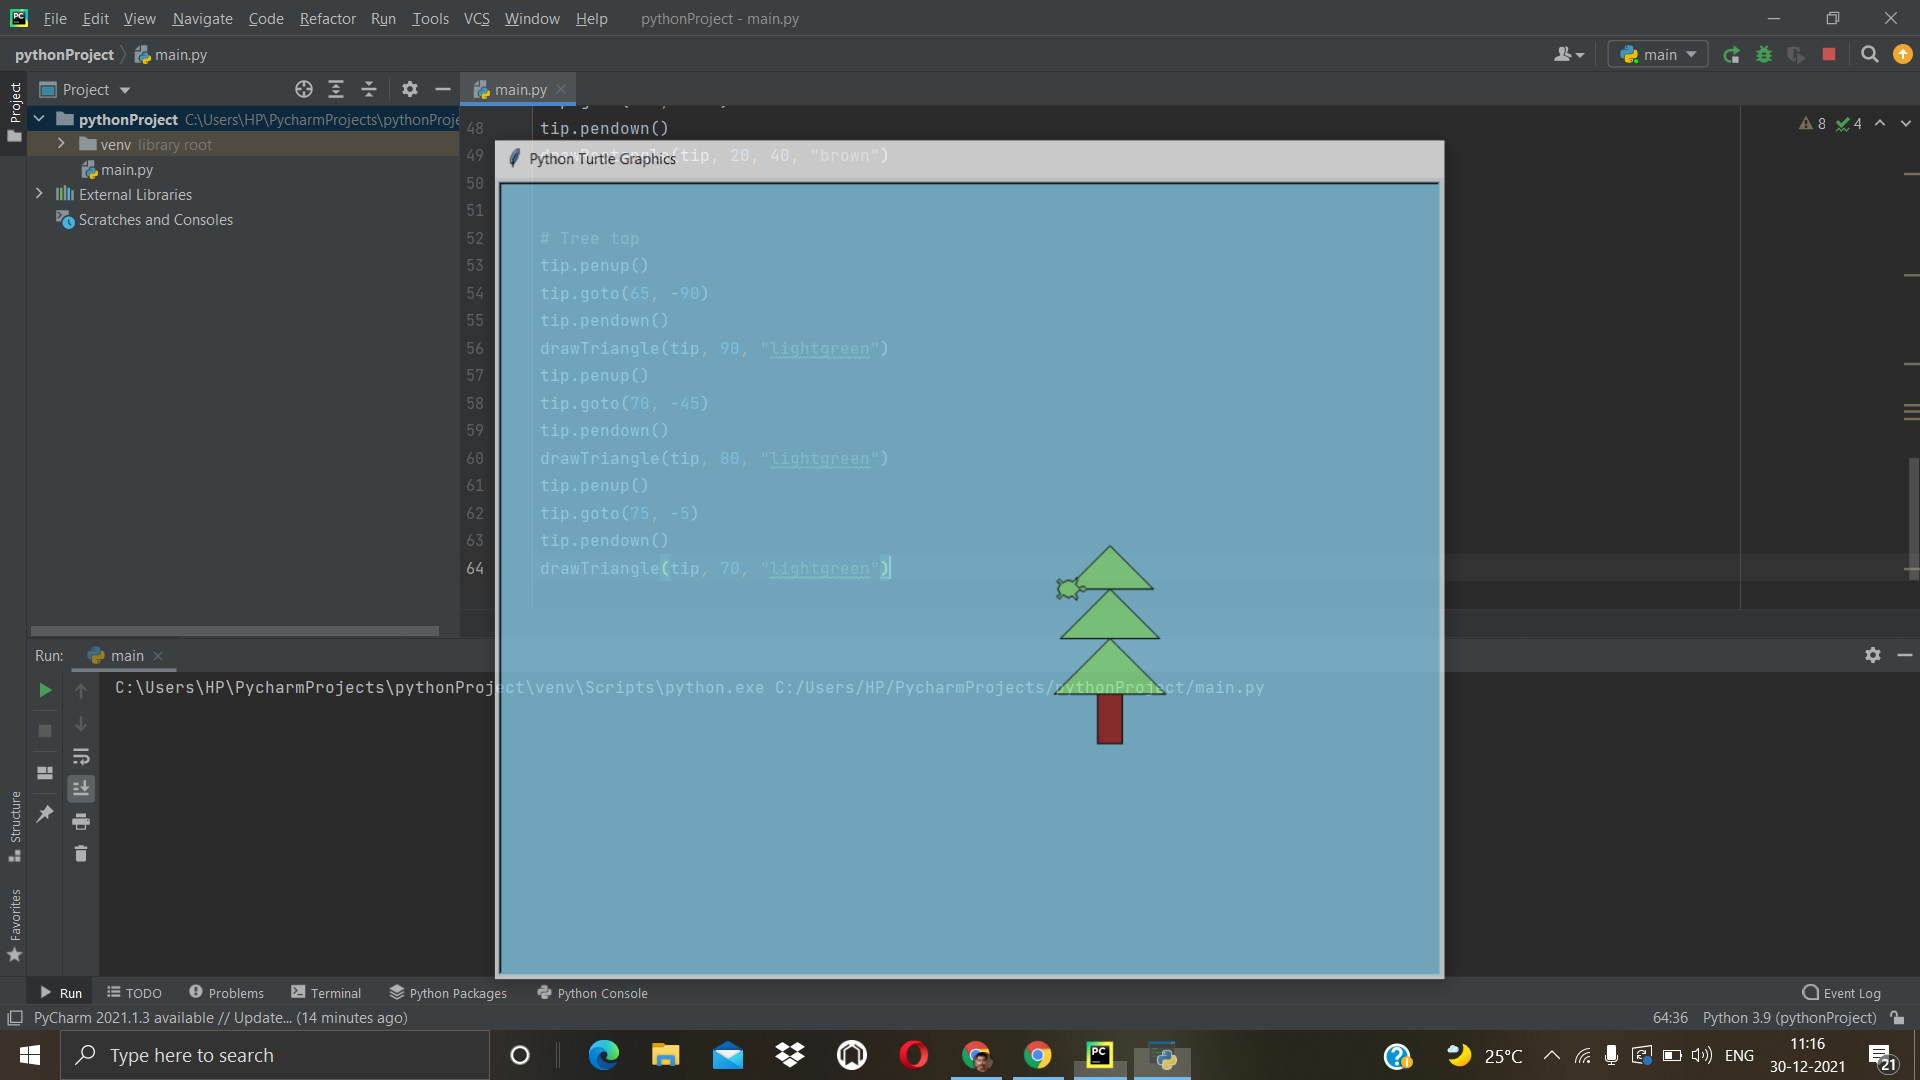 File Edit View Navigate Code Refactor Run Tools VCS Window Help pythonProject - main.py
pythonProject main.py main
Project Project main.py
pythonProject C:\Users\HP\PycharmProjects\pythonProje
venv library root
main.py
External Libraries
Scratches and Consoles
8 4
48 tip.pendown()
Python Turtle Graphics
49 (tip, 20, 40, "brown")
50
51
52 # Tree top
53 tip.penup()
54 tip.goto(65, -90)
55 tip.pendown()
56 drawTriangle(tip, 90, "lightgreen")
57 tip.penup()
58 tip.goto(70, -45)
59 tip.pendown()
60 drawTriangle(tip, 80, "lightgreen")
61 tip.penup()
62 tip.goto(75, -5)
63 tip.pendown()
64 drawTriangle(tip, 70, "lightgreen")
Run: main
C:\Users\HP\PycharmProjects\pythonProject\venv\Scripts\python.exe C:/Users/HP/PycharmProjects/pythonProject/main.py
Structure
Favorites
Run TODO Problems Terminal Python Packages Python Console Event Log
PyCharm 2021.1.3 available // Update... (14 minutes ago) 64:36 Python 3.9 (pythonProject)
Type here to search PC 25°C ENG 11:16
30-12-2021 21